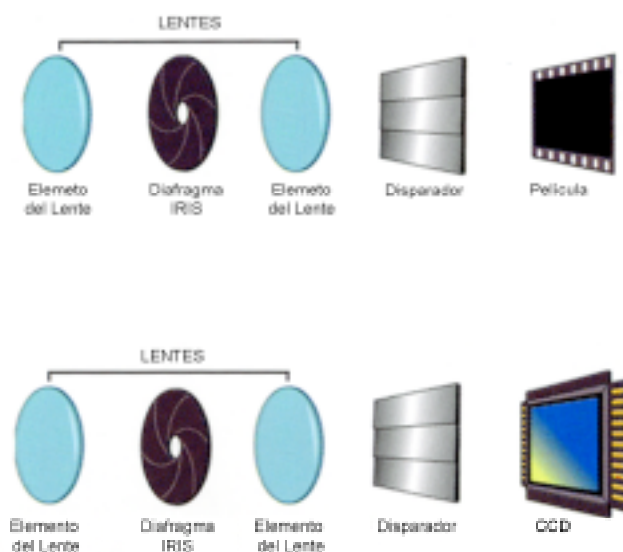 LENTES
Elemeto
del Lente
Diafragma
IRIS
Elemeto
del Lente
Disparador
Película
LENTES
Elemento
del Lente
Diafragma
IRIS
Elemento
del Lente
Disparador
CCD